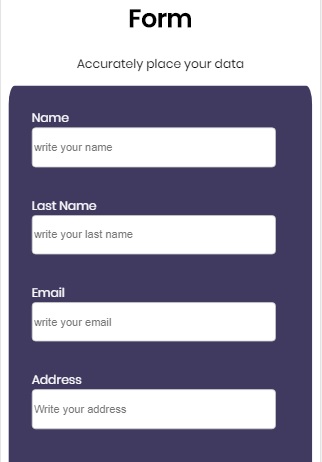 Form
Accurately place your data
Name
write your name
Last Name
write your last name
Email
write your email
Address
Write your address